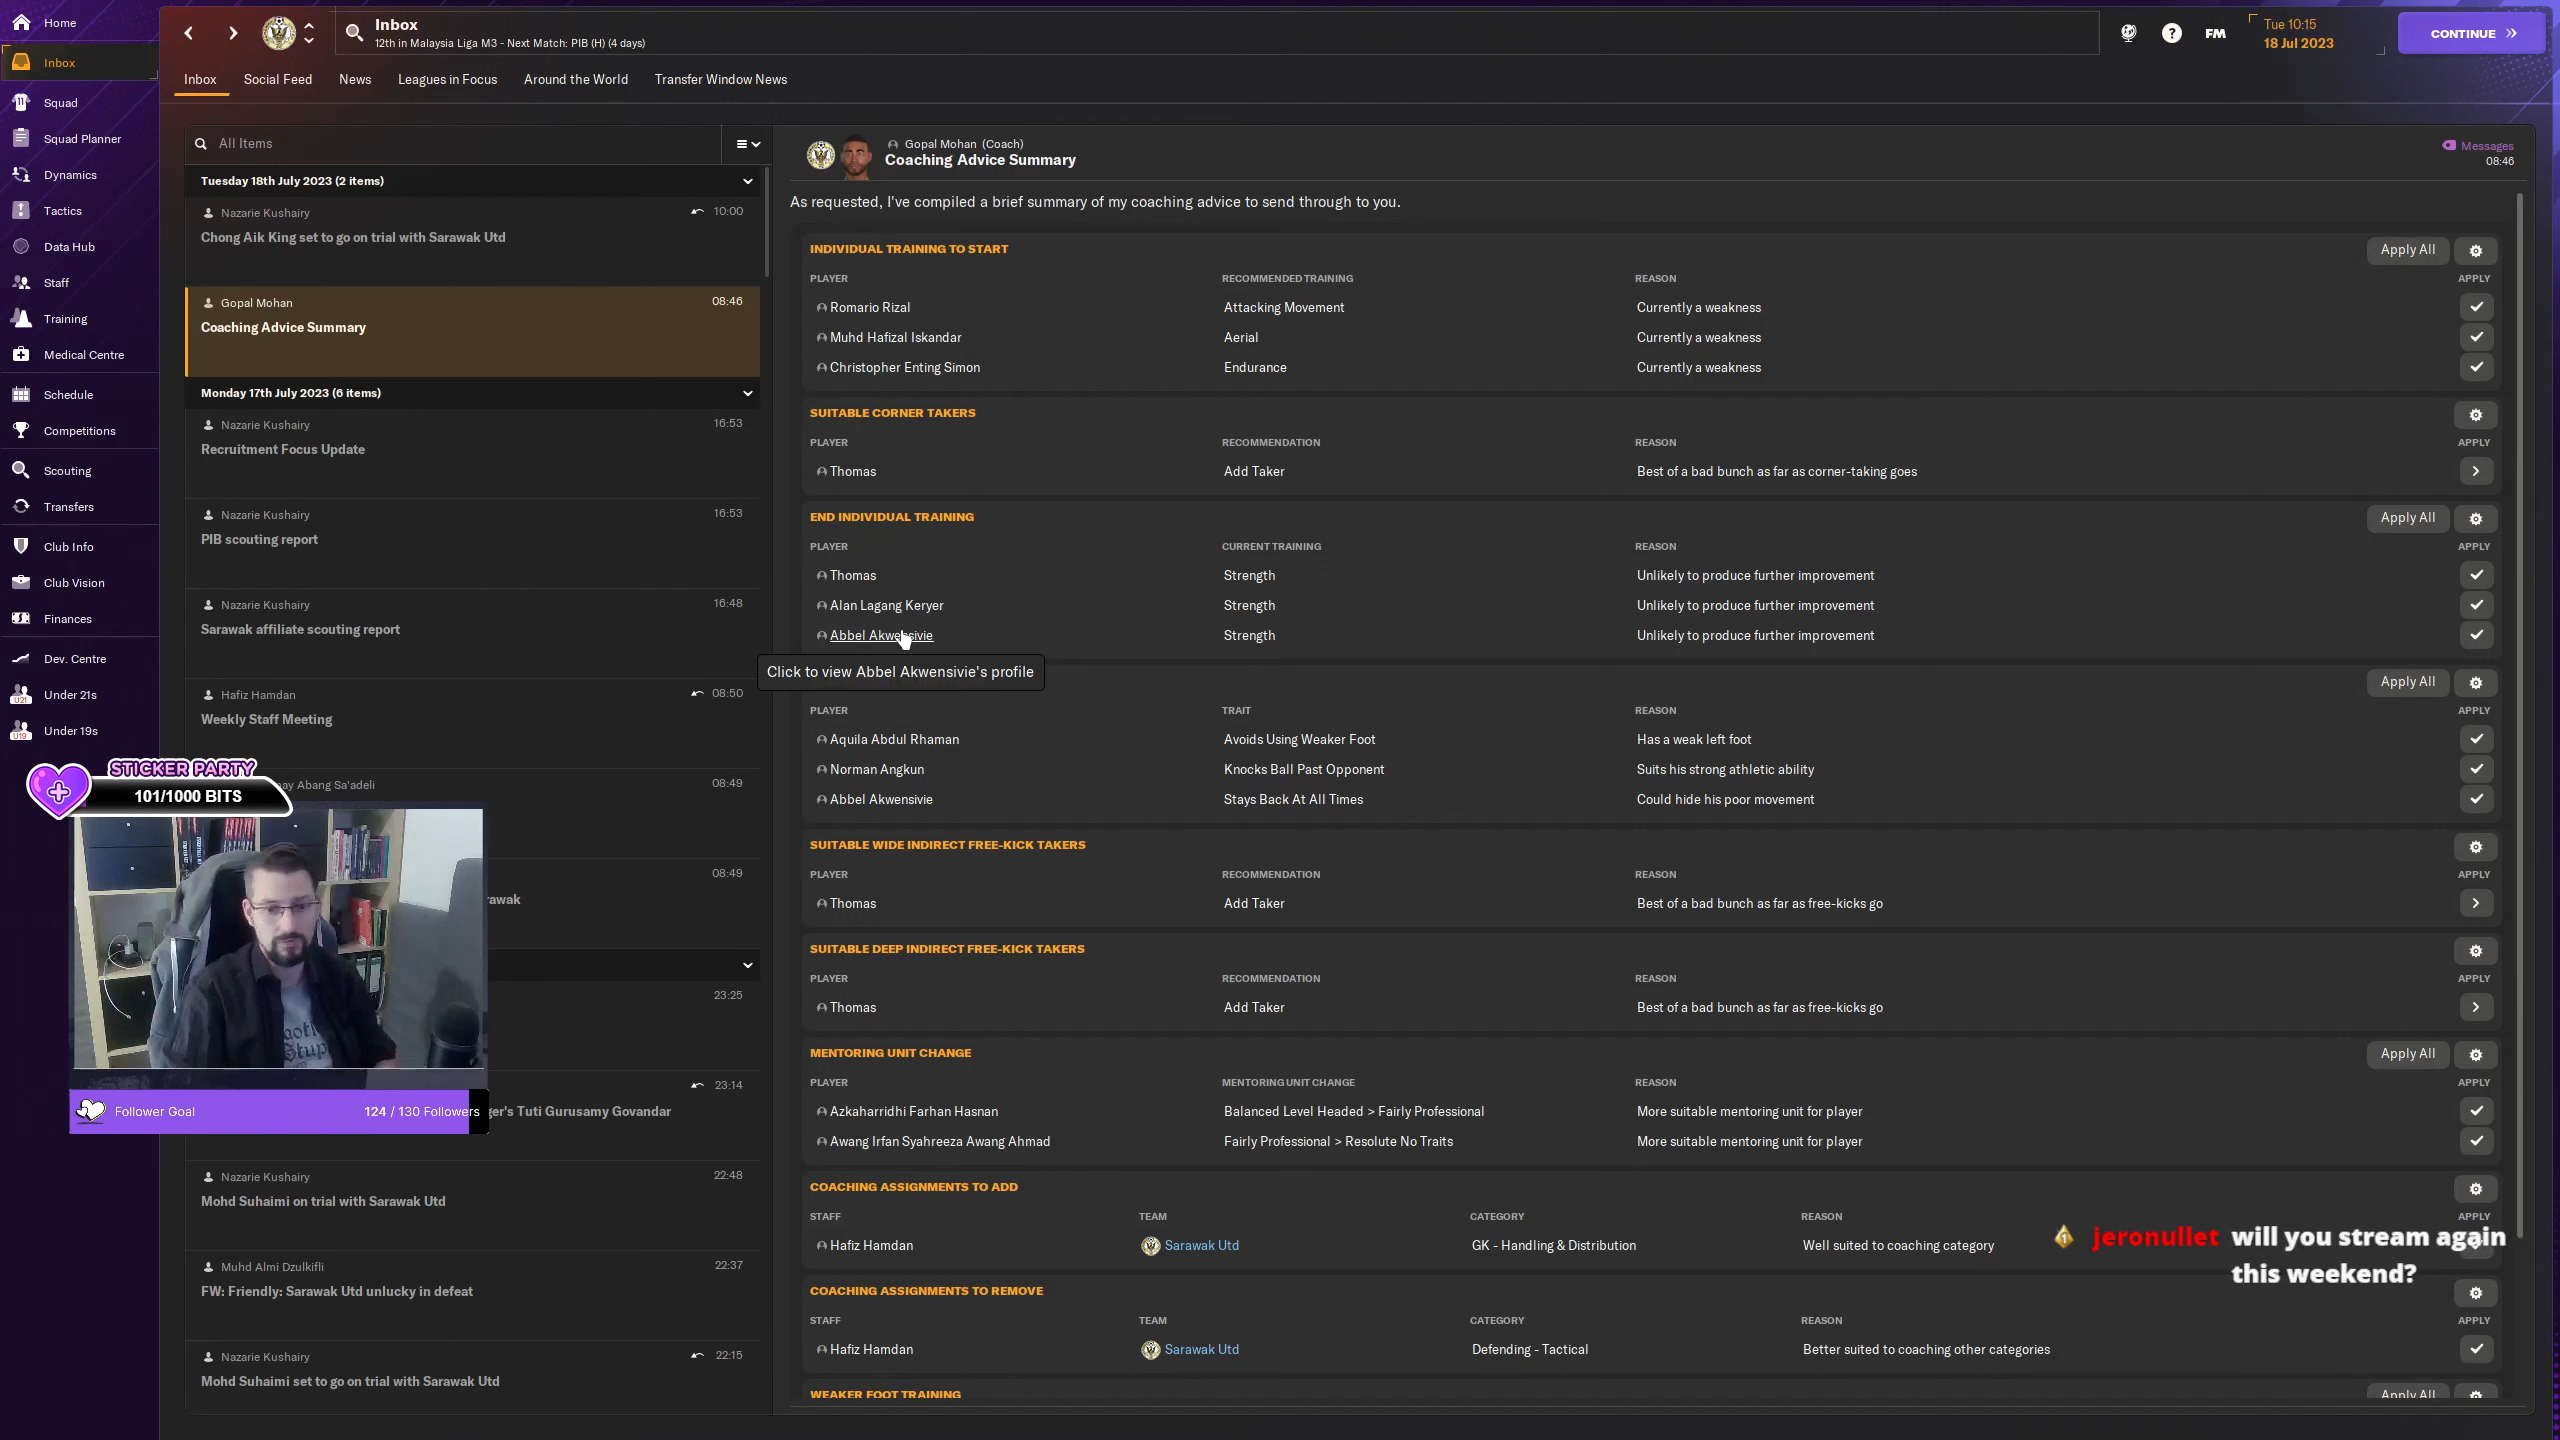 Home
Inbox
Squad
Squad Planner
Dynamics
Tactics
Data Hub
Staff
Training
Medical Centre
Schedule
Competitions
Scouting
Transfers
Club Info
Club Vision
Finances
Dev. Centre
Under 21s
Under 19s
Inbox
12th in Malaysia Liga M3 - Next Match: PIB (H) (4 days)
FM
Tue 10:15
18 Jul 2023
CONTINUE
Inbox Social Feed News Leagues in Focus Around the World Transfer Window News
All Items
Tuesday 18th July 2023 (2 items)
Nazarie Kushairy 10:00
Chong Aik King set to go on trial with Sarawak Utd
Gopal Mohan 08:46
Coaching Advice Summary
Monday 17th July 2023 (6 items)
Nazarie Kushairy 16:53
Recruitment Focus Update
Nazarie Kushairy 16:53
PIB scouting report
Nazarie Kushairy 16:48
Sarawak affiliate scouting report
Hafiz Hamdan 08:50
Weekly Staff Meeting
ay Abang Sa'adeli 08:49
08:49
rawak
23:25
23:14
ger's Tuti Gurusamy Govandar
Nazarie Kushairy 22:48
Mohd Suhaimi on trial with Sarawak Utd
Muhd Almi Dzulkifli 22:37
FW: Friendly: Sarawak Utd unlucky in defeat
Nazarie Kushairy 22:15
Mohd Suhaimi set to go on trial with Sarawak Utd
STICKER PARTY
101/1000 BITS
Follower Goal 124 / 130 Followers
Gopal Mohan (Coach)
Coaching Advice Summary
Messages
08:46
As requested, I've compiled a brief summary of my coaching advice to send through to you.
INDIVIDUAL TRAINING TO START Apply All
PLAYER RECOMMENDED TRAINING REASON APPLY
Romario Rizal Attacking Movement Currently a weakness
Muhd Hafizal Iskandar Aerial Currently a weakness
Christopher Enting Simon Endurance Currently a weakness
SUITABLE CORNER TAKERS
PLAYER RECOMMENDATION REASON APPLY
Thomas Add Taker Best of a bad bunch as far as corner-taking goes
END INDIVIDUAL TRAINING Apply All
PLAYER CURRENT TRAINING REASON APPLY
Thomas Strength Unlikely to produce further improvement
Alan Lagang Keryer Strength Unlikely to produce further improvement
Abbel Akwensivie Strength Unlikely to produce further improvement
Click to view Abbel Akwensivie's profile
Apply All
PLAYER TRAIT REASON APPLY
Aquila Abdul Rhaman Avoids Using Weaker Foot Has a weak left foot
Norman Angkun Knocks Ball Past Opponent Suits his strong athletic ability
Abbel Akwensivie Stays Back At All Times Could hide his poor movement
SUITABLE WIDE INDIRECT FREE-KICK TAKERS
PLAYER RECOMMENDATION REASON APPLY
Thomas Add Taker Best of a bad bunch as far as free-kicks go
SUITABLE DEEP INDIRECT FREE-KICK TAKERS
PLAYER RECOMMENDATION REASON APPLY
Thomas Add Taker Best of a bad bunch as far as free-kicks go
MENTORING UNIT CHANGE Apply All
PLAYER MENTORING UNIT CHANGE REASON APPLY
Azkaharridhi Farhan Hasnan Balanced Level Headed > Fairly Professional More suitable mentoring unit for player
Awang Irfan Syahreeza Awang Ahmad Fairly Professional > Resolute No Traits More suitable mentoring unit for player
COACHING ASSIGNMENTS TO ADD
STAFF TEAM CATEGORY REASON APPLY
Hafiz Hamdan Sarawak Utd GK - Handling & Distribution Well suited to coaching category
jeronullet will you stream again
this weekend?
COACHING ASSIGNMENTS TO REMOVE
STAFF TEAM CATEGORY REASON APPLY
Hafiz Hamdan Sarawak Utd Defending - Tactical Better suited to coaching other categories
WEAKER FOOT TRAINING Apply All